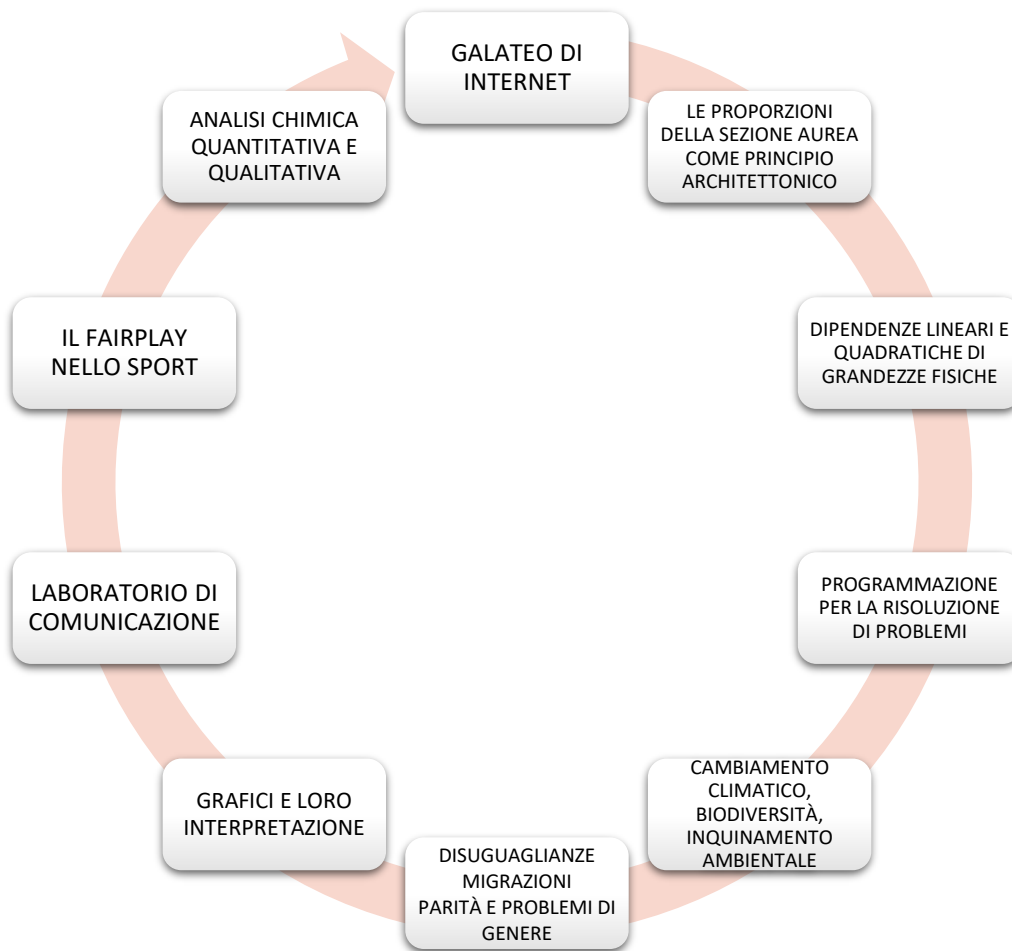 GALATEO DI
INTERNET
LE PROPORZIONI
DELLA SEZIONE AUREA
COME PRINCIPIO
ARCHITETTONICO
DIPENDENZE LINEARI E
QUADRATICHE DI
GRANDEZZE FISICHE
PROGRAMMAZIONE
PER LA RISOLUZIONE
DI PROBLEMI
CAMBIAMENTO
CLIMATICO,
BIODIVERSITÀ,
INQUINAMENTO
AMBIENTALE
DISUGUAGLIANZE
MIGRAZIONI
PARITÀ E PROBLEMI DI
GENERE
GRAFICI E LORO
INTERPRETAZIONE
LABORATORIO DI
COMUNICAZIONE
IL FAIRPLAY
NELLO SPORT
ANALISI CHIMICA
QUANTITATIVA E
QUALITATIVA